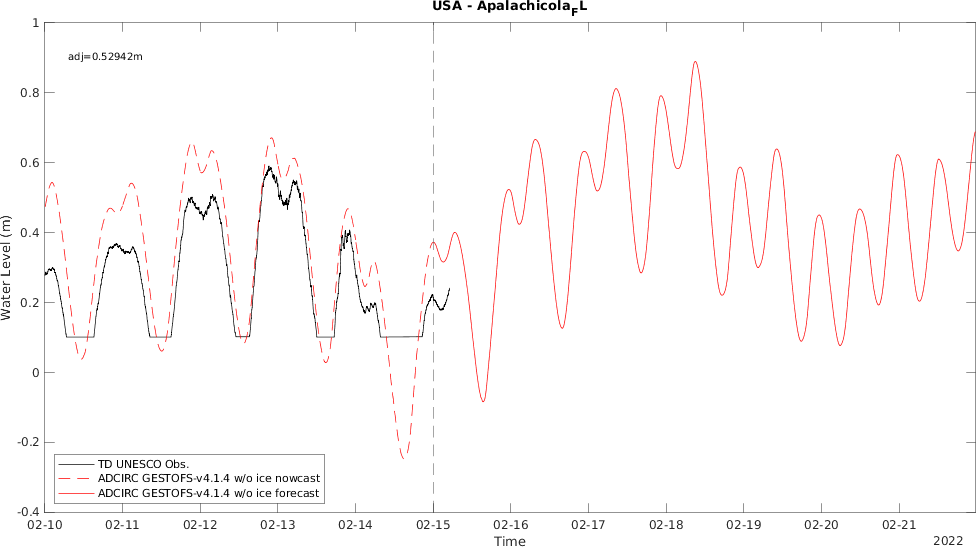 USA - ApalachicolaFL
adj=0.52942m
1
0.8
0.6
0.4
0.2
0
-0.2
-0.4
Water Level (m)
TD UNESCO Obs.
ADCIRC GESTOFS-v4.1.4 w/o ice nowcast
ADCIRC GESTOFS-v4.1.4 w/o ice forecast
02-10 02-11 02-12 02-13 02-14 02-15 02-16 02-17 02-18 02-19 02-20 02-21
Time
2022